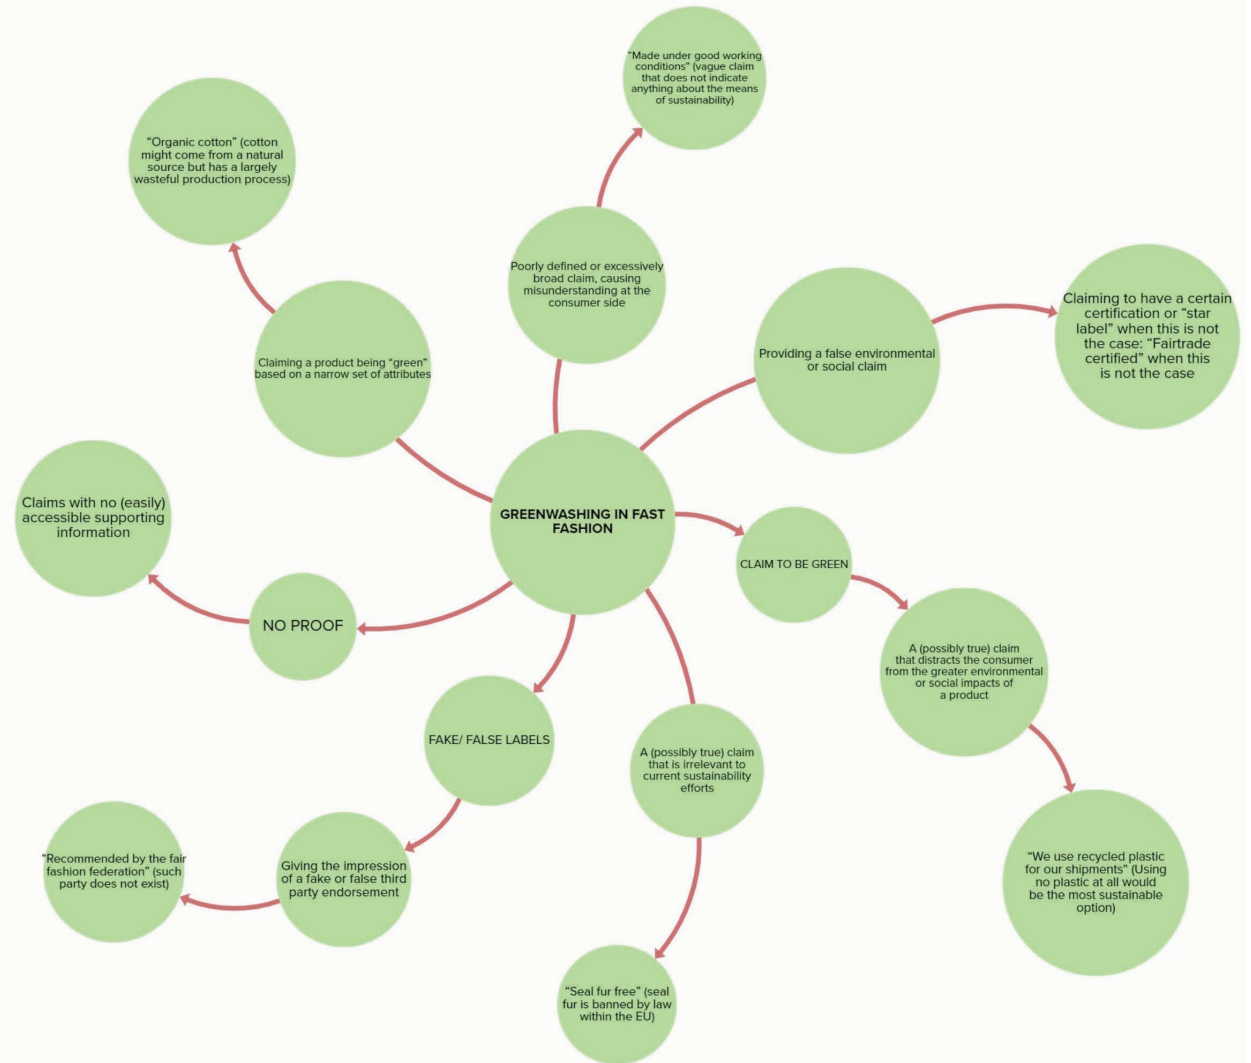 "Made under good working
conditions" (vague claim
that does not indicate
anything about the means
of sustainability)
"Organic cotton" (cotton
might come from a natural
source but has a largely
wasteful production process)
Poorly defined or excessively
broad claim, causing
misunderstanding at the
consumer side
Claiming to have a certain
certification or "star
label" when this is not
the case: "Fairtrade
certified" when this
is not the case
Providing a false environmental
or social claim
Claiming a product being "green"
based on a narrow set of attributes
Claims with no (easily)
accessible supporting
information
GREENWASHING IN FAST
FASHION
CLAIM TO BE GREEN
NO PROOF
A (possibly true) claim
that distracts the consumer
from the greater environmental
or social impacts of
a product
FAKE/ FALSE LABELS
A (possibly true) claim
that is irrelevant to
current sustainability
efforts
"Recommended by the fair
fashion federation" (such
party does not exist)
Giving the impression
of a fake or false third
party endorsement
"We use recycled plastic
for our shipments" (Using
no plastic at all would
be the most sustainable
option)
"Seal fur free" (seal
fur is banned by law
within the EU)